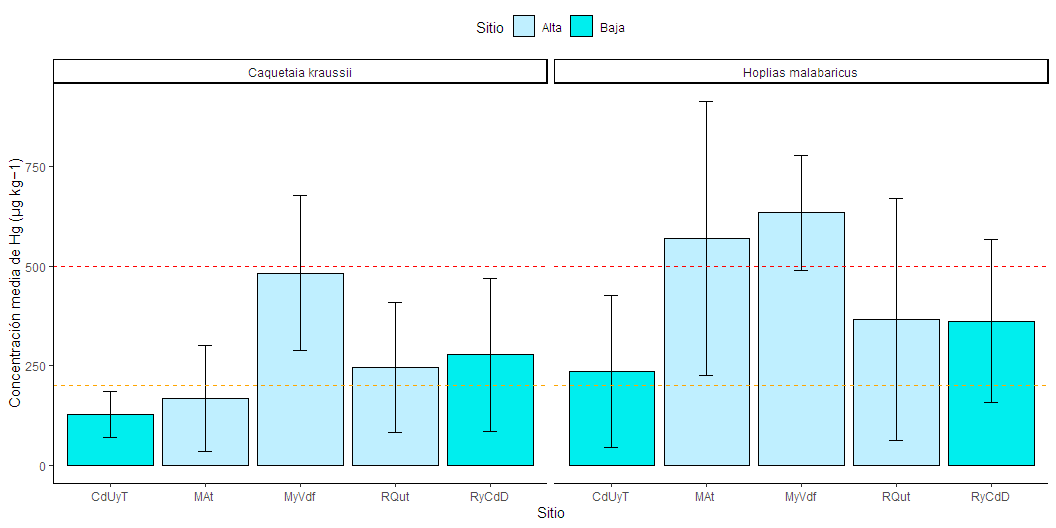 Sitio Alta Baja
Caquetaia kraussii Hoplias malabaricus
Concentración media de Hg (µg kg−1)
750
500
250
0
CdUyT MAt MyVdf RQut RyCdD CdUyT MAt MyVdf RQut RyCdD
Sitio